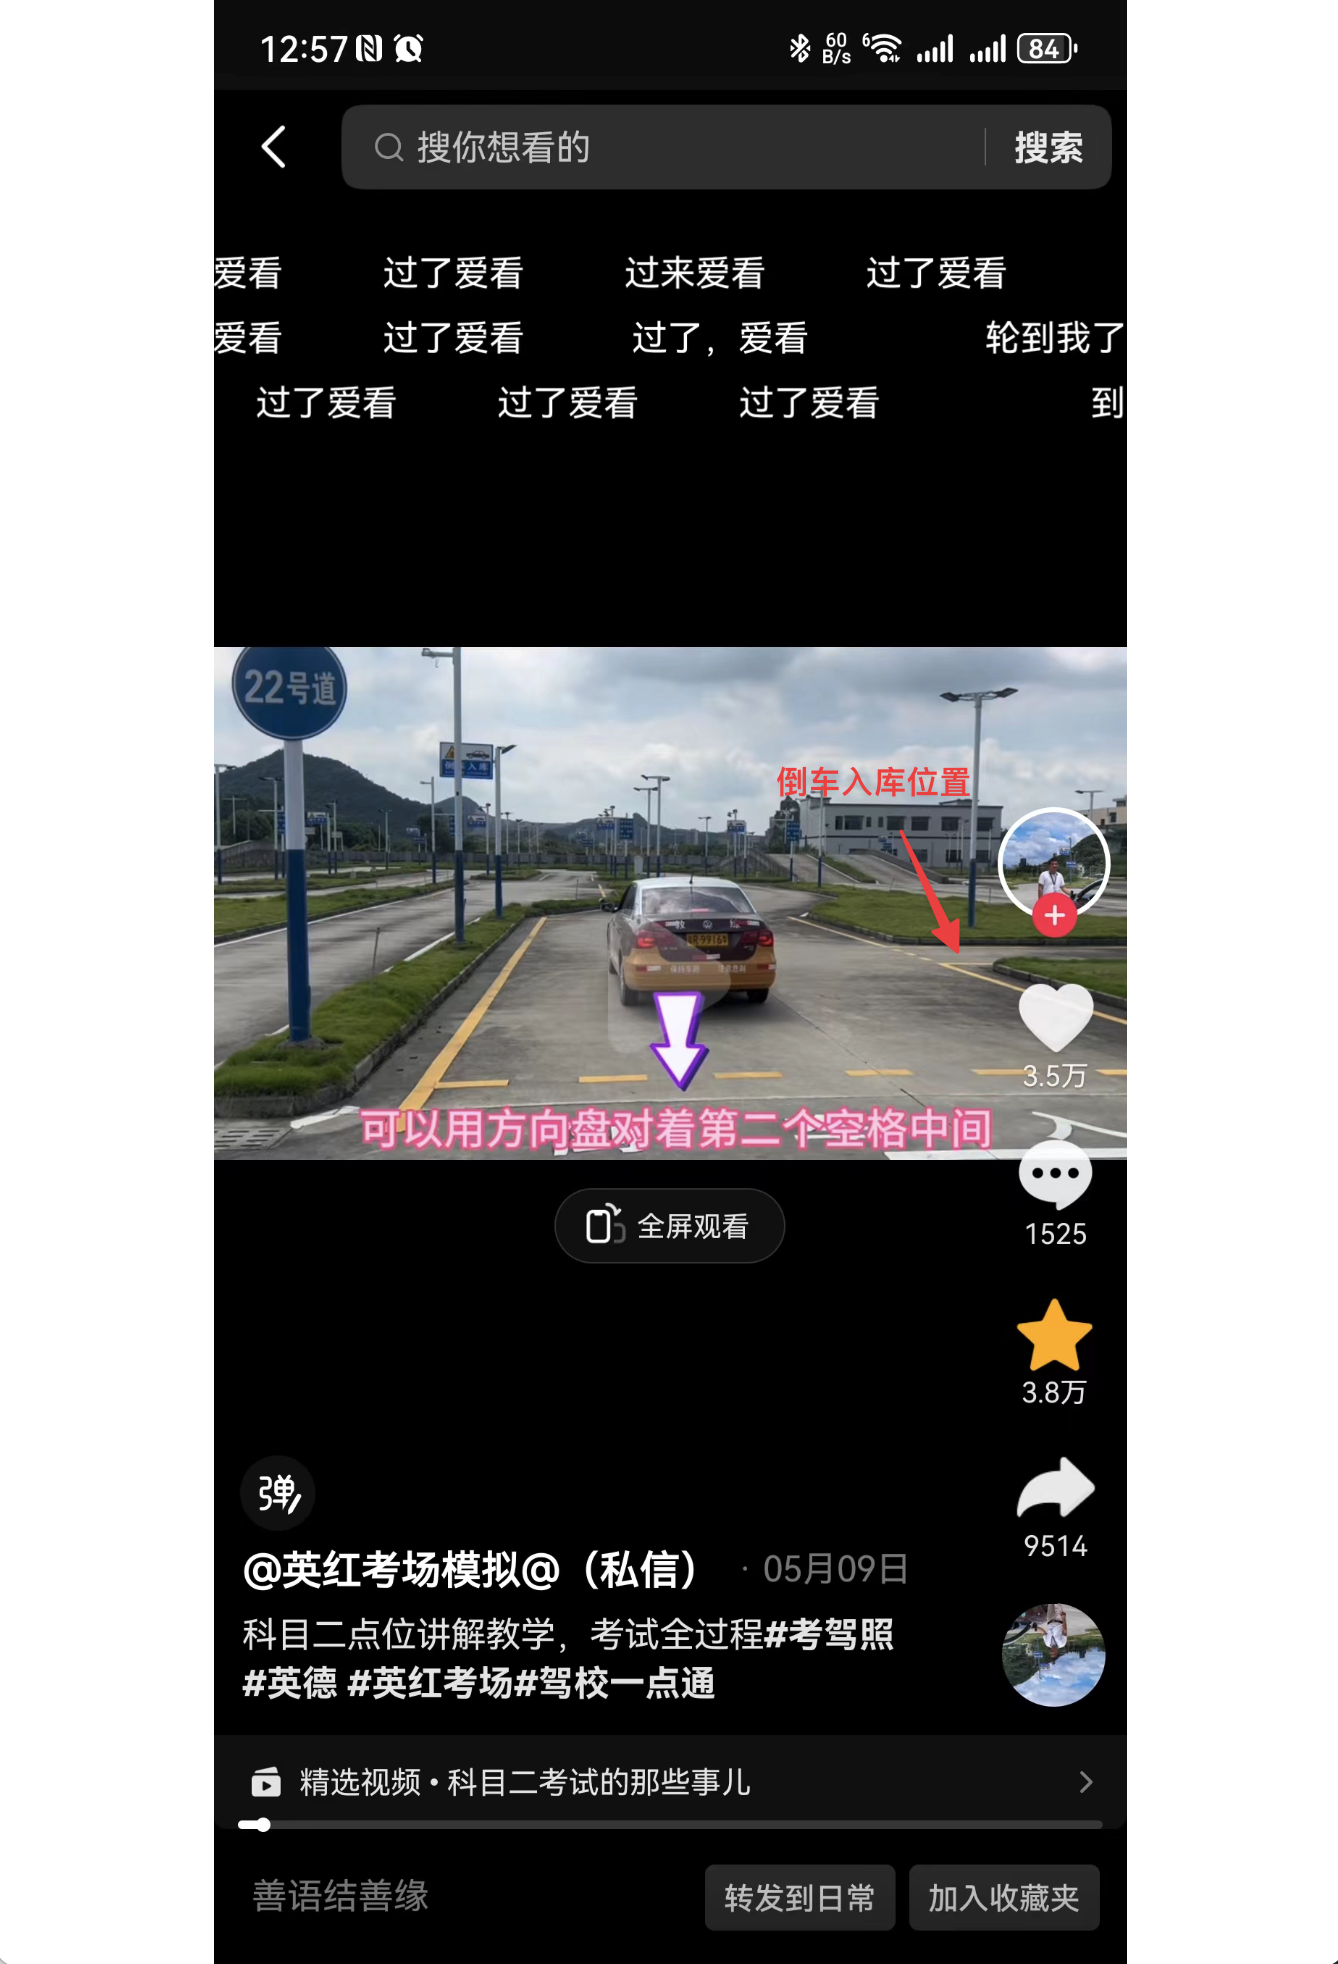 12:57
60
B/s
6
84
搜你想看的
搜索
爱看 过了爱看 过来爱看 过了爱看
爱看 过了爱看 过了，爱看 轮到我了
过了爱看 过了爱看 过了爱看 到
22号道
倒车入库
倒车入库位置
教 练
可以用方向盘对着第二个空格中间
3.5万
全屏观看
1525
3.8万
弹
9514
@英红考场模拟@（私信） · 05月09日
科目二点位讲解教学，考试全过程#考驾照
#英德 #英红考场#驾校一点通
精选视频 • 科目二考试的那些事儿
善语结善缘
转发到日常
加入收藏夹